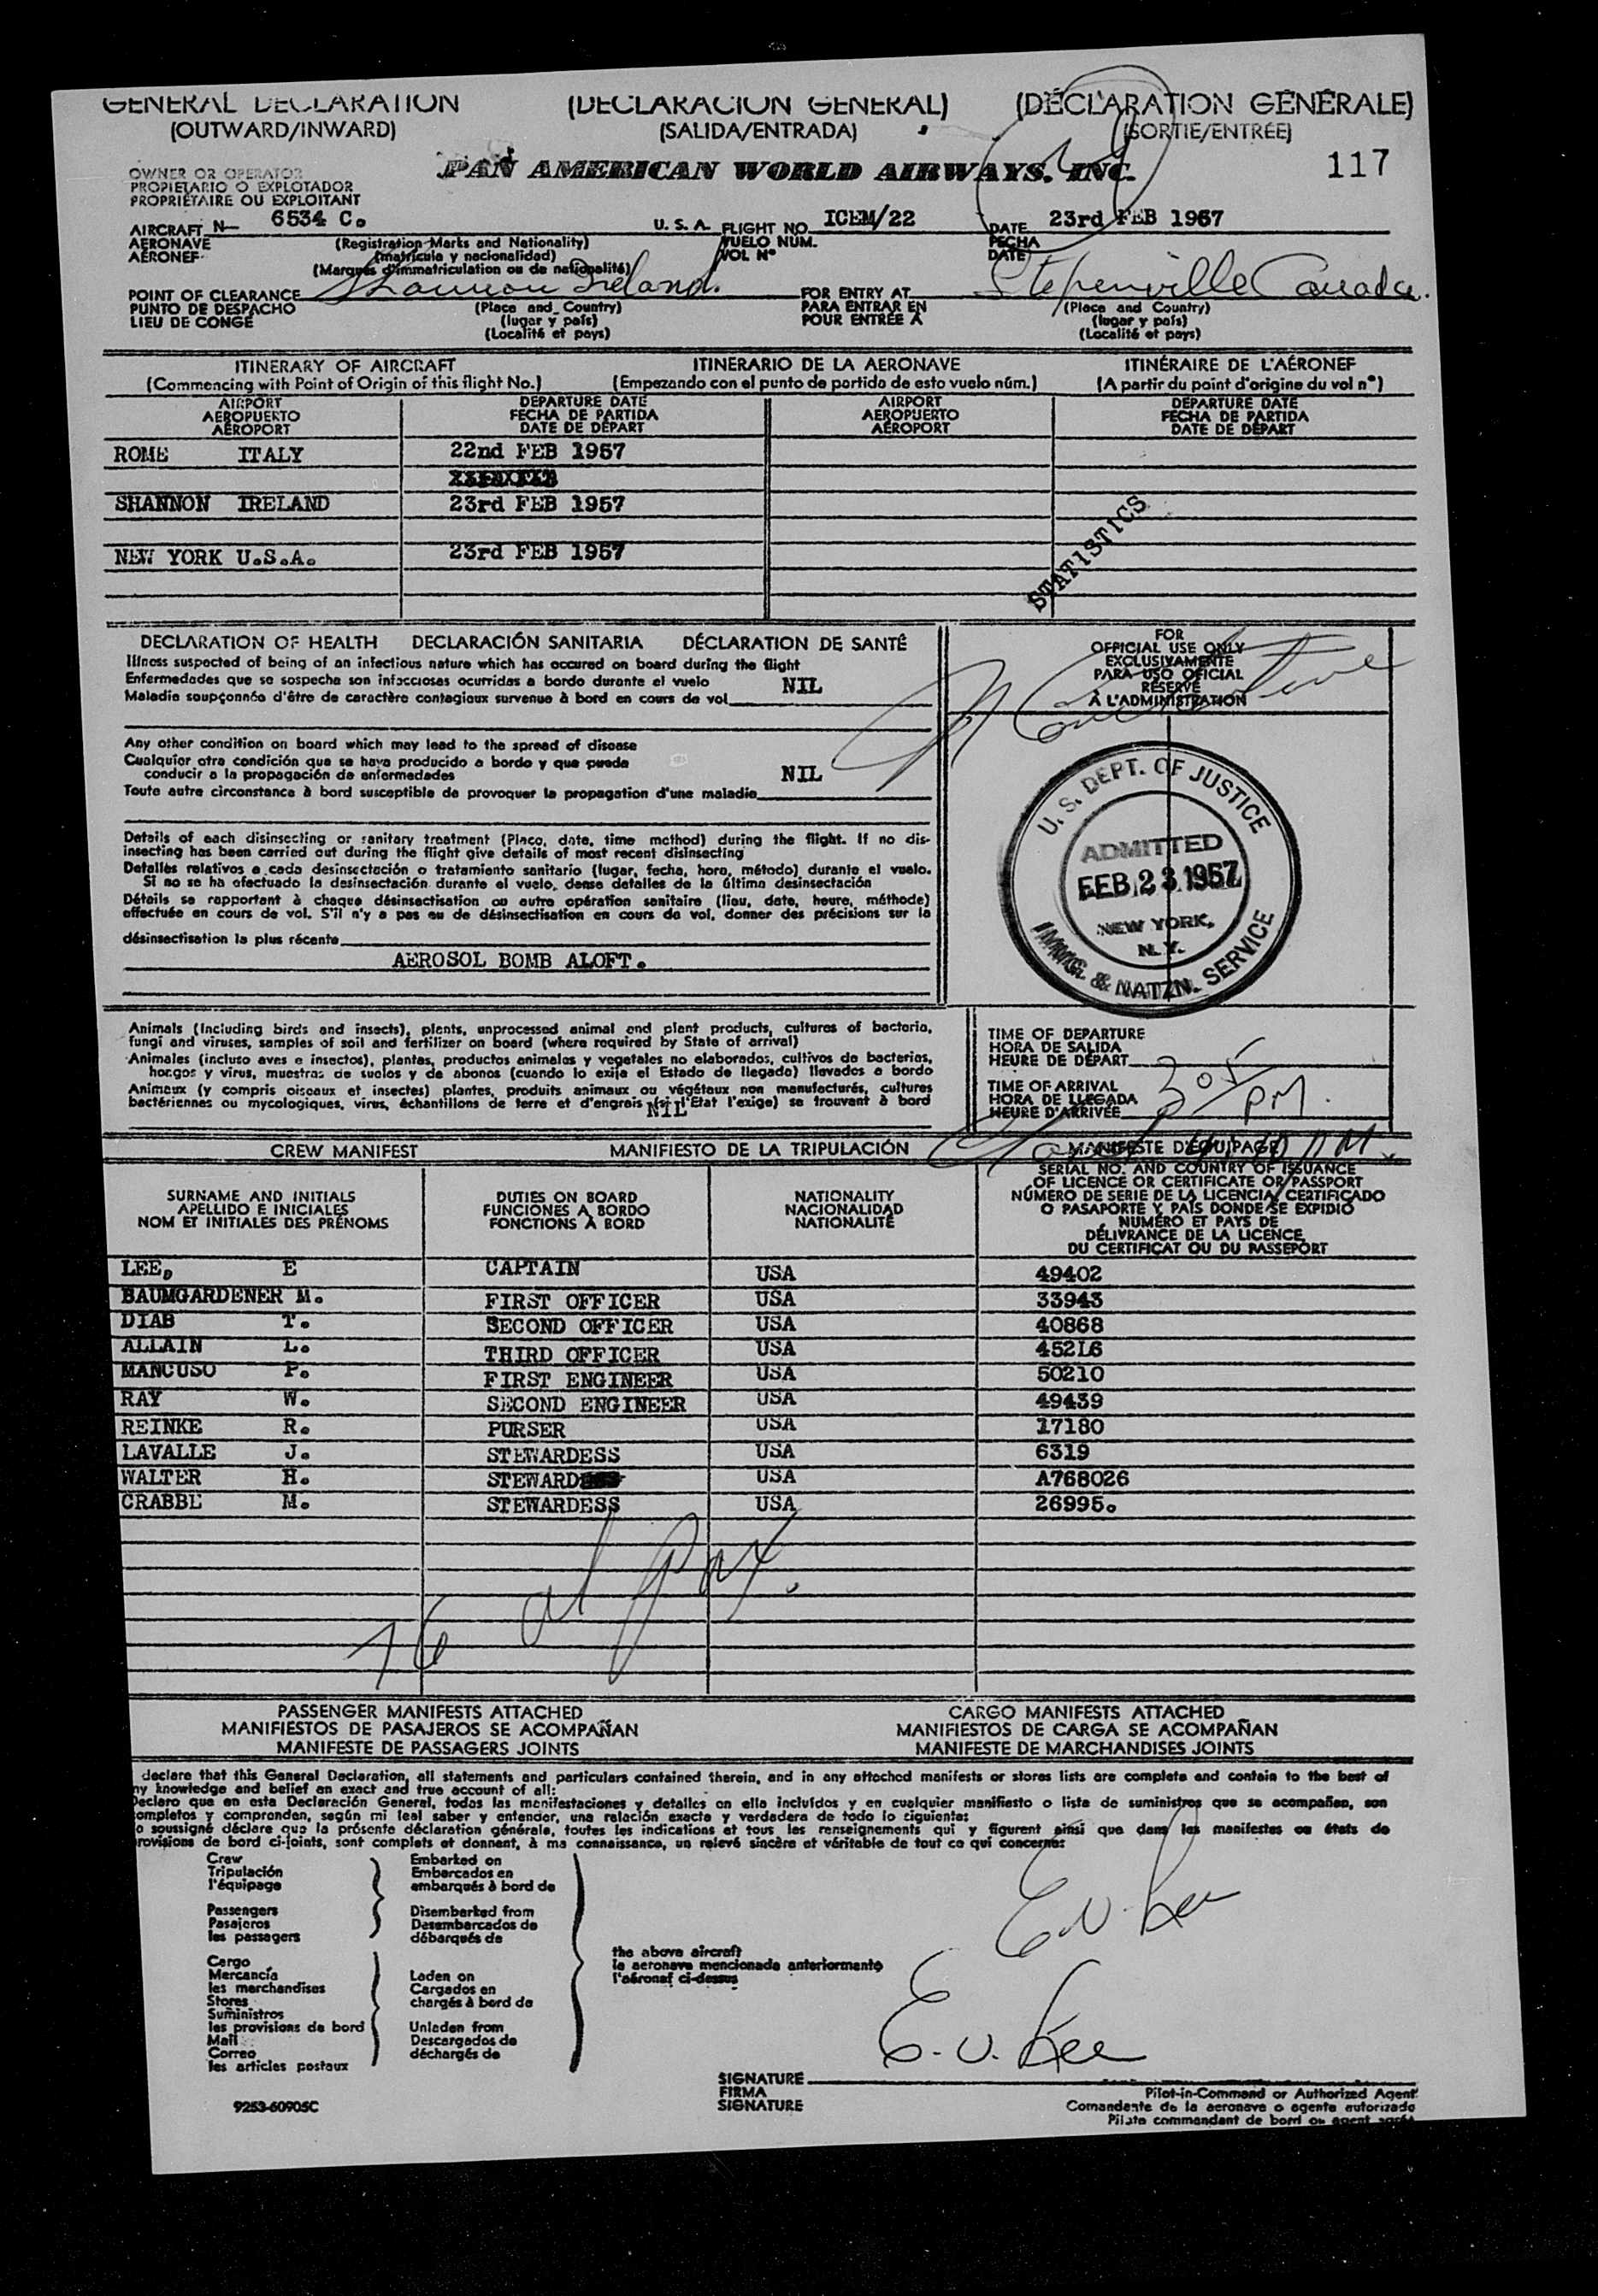 GENERAL DECLARATION (DECLARACIÓN GENERAL) (DÉCLARATION GÉNÉRALE)
(OUTWARD/INWARD) (SALIDA/ENTRADA) (SORTIE/ENTRÉE)
PAN AMERICAN WORLD AIRWAYS, INC. 117
OWNER OR OPERATOR
PROPIETARIO O EXPLOTADOR
PROPRIÉTAIRE OU EXPLOITANT
AIRCRAFT N- 6534 C. U. S. A. FLIGHT NO. ICEM/22 DATE 23rd FEB 1957
AERONAVE (Registration Marks and Nationality) VUELO NÚM. FECHA
AÉRONEF (matrícula y nacionalidad) VOL Nº DATE
(Marques d'immatriculation ou de nationalité)
POINT OF CLEARANCE Shannon Ireland. FOR ENTRY AT Stepenville Canada.
PUNTO DE DESPACHO (Place and Country) PARA ENTRAR EN (Place and Country)
LIEU DE CONGÉ (lugar y país) POUR ENTRÉE À (lugar y país)
(Localité et pays) (Localité et pays)
ITINERARY OF AIRCRAFT ITINERARIO DE LA AERONAVE ITINÉRAIRE DE L'AÉRONEF
(Commencing with Point of Origin of this flight No.) (Empezando con el punto de partida de esto vuelo núm.) (A partir du point d'origine du vol nº)
AIRPORT DEPARTURE DATE AIRPORT DEPARTURE DATE
AEROPUERTO FECHA DE PARTIDA AEROPUERTO FECHA DE PARTIDA
AÉROPORT DATE DE DÉPART AÉROPORT DATE DE DÉPART
ROME ITALY 22nd FEB 1957
SHANNON IRELAND 23rd FEB 1957
STATISTICS
NEW YORK U.S.A. 23rd FEB 1957
DECLARATION OF HEALTH DECLARACIÓN SANITARIA DÉCLARATION DE SANTÉ
Illness suspected of being of an infectious nature which has occured on board during the flight
Enfermedades que se sospecha son infecciosas ocurridas a bordo durante el vuelo NIL
Maladie soupçonnée d'être de caractère contagieux survenue à bord en cours de vol
FOR
OFFICIAL USE ONLY
EXCLUSIVAMENTE
PARA USO OFICIAL
RÉSERVÉ
À L'ADMINISTRATION
Any other condition on board which may lead to the spread of disease
Cualquier otra condición que se haya producido a bordo y que pueda
conducir a la propagación de enfermedades NIL
Toute autre circonstance à bord susceptible de provoquer la propagation d'une maladie
Details of each disinsecting or sanitary treatment (Place, date, time method) during the flight. If no dis-
insecting has been carried out during the flight give details of most recent disinsecting
Detalles relativos a cada desinsectación o tratamiento sanitario (lugar, fecha, hora, método) durante el vuelo.
Si no se ha efectuado la desinsectación durante el vuelo, dense detalles de la última desinsectación
Détails se rapportant à chaque désinsectisation ou autre opération sanitaire (lieu, date, heure, méthode)
effectuée en cours de vol. S'il n'y a pas eu de désinsectisation en cours de vol, donner des précisions sur la
désinsectisation la plus récente
AEROSOL BOMB ALOFT.
U. S. DEPT. OF JUSTICE
ADMITTED
FEB 23 1957
NEW YORK,
N. Y.
IMMIG. & NATZN. SERVICE
Animals (Including birds and insects), plents, unprocessed animal and plant products, cultures of bacteria,
fungi and viruses, samples of soil and fertilizer on board (where required by State of arrival)
Animales (incluso aves e insectos), plantas, productos animales y vegetales no elaborados, cultivos de bacterias,
hongos y virus, muestras de suelos y de abonos (cuando lo exija el Estado de llegada) llevados a bordo
Animaux (y compris oiseaux et insectes) plantes, produits animaux ou végétaux non manufacturés, cultures
bactériennes ou mycologiques, virus, échantillons de terre et d'engrais (si l'Etat l'exige) se trouvant à bord
NIL
TIME OF DEPARTURE
HORA DE SALIDA
HEURE DE DÉPART
TIME OF ARRIVAL 305
HORA DE LLEGADA PM.
HEURE D'ARRIVÉE
CREW MANIFEST MANIFIESTO DE LA TRIPULACIÓN MANIFESTE D'ÉQUIPAGE
SURNAME AND INITIALS
APELLIDO E INICIALES
NOM ET INITIALES DES PRÉNOMS
DUTIES ON BOARD
FUNCIONES A BORDO
FONCTIONS À BORD
NATIONALITY
NACIONALIDAD
NATIONALITÉ
SERIAL NO. AND COUNTRY OF ISSUANCE
OF LICENCE OR CERTIFICATE OR PASSPORT
NÚMERO DE SERIE DE LA LICENCIA/CERTIFICADO
O PASAPORTE Y PAÍS DONDE SE EXPIDIÓ
NUMÉRO ET PAYS DE
DÉLIVRANCE DE LA LICENCE
DU CERTIFICAT OU DU PASSEPORT
LEE, E CAPTAIN USA 49402
BAUMGARDENER M. FIRST OFFICER USA 33943
DIAB T. SECOND OFFICER USA 40868
ALLAIN L. THIRD OFFICER USA 45216
MANCUSO P. FIRST ENGINEER USA 50210
RAY W. SECOND ENGINEER USA 49439
REINKE R. PURSER USA 17180
LAVALLE J. STEWARDESS USA 6319
WALTER H. STEWARD USA A768026
CRABBE M. STEWARDESS USA 26995.
76 al pax.
PASSENGER MANIFESTS ATTACHED CARGO MANIFESTS ATTACHED
MANIFIESTOS DE PASAJEROS SE ACOMPAÑAN MANIFIESTOS DE CARGA SE ACOMPAÑAN
MANIFESTE DE PASSAGERS JOINTS MANIFESTE DE MARCHANDISES JOINTS
declare that this General Declaration, all statements and particulars contained therein, and in any attached manifests or stores lists are complete and contain to the best of
my knowledge and belief an exact and true account of all:
Declaro que en esta Declaración General, todas las manifestaciones y detalles en ella incluídos y en cualquier manifiesto o lista de suministros que se acompañen, son
completos y comprenden, según mi leal saber y entender, una relación exacta y verdadera de todo lo siguiente:
soussigné déclare que la présente déclaration générale, toutes les indications et tous les renseignements qui y figurent ainsi que dans les manifestes ou états de
provisions de bord ci-joints, sont complets et donnent, à ma connaissance, un relevé sincère et véritable de tout ce qui concerne:
Crew Embarked on
Tripulación Embarcados en
l'équipage embarqués à bord de
Passengers Disembarked from
Pasajeros Desembarcados de
les passagers débarqués de
E.V. Lee
the above aircraft
la aeronave mencionada anteriormente
l'aéronef ci-dessus
Cargo
Mercancía Laden on
les marchandises Cargados en
Stores chargés à bord de
Suministros
les provisions de bord Unladen from
Mail Descargados de
Correo déchargés de
les articles postaux
E. V. Lee
SIGNATURE
FIRMA
SIGNATURE
Pilot-in-Command or Authorized Agent
Comandante de la aeronave o agente autorizado
Pilote commandant de bord ou agent agréé
9253-60905C